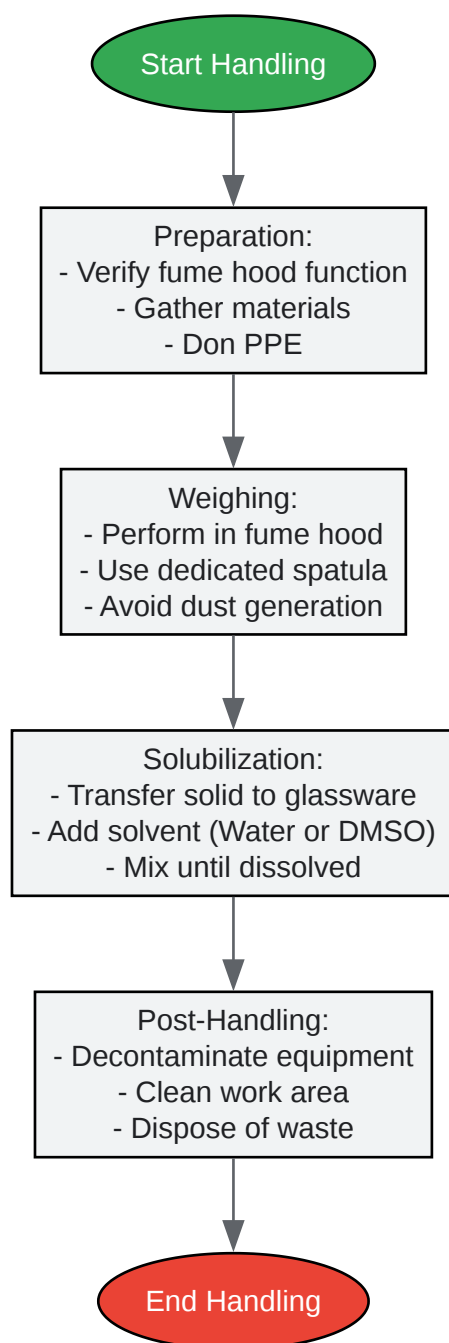 Start Handling
Preparation:
- Verify fume hood function
- Gather materials
- Don PPE
Weighing:
- Perform in fume hood
- Use dedicated spatula
- Avoid dust generation
Solubilization:
- Transfer solid to glassware
- Add solvent (Water or DMSO)
- Mix until dissolved
Post-Handling:
- Decontaminate equipment
- Clean work area
- Dispose of waste
End Handling